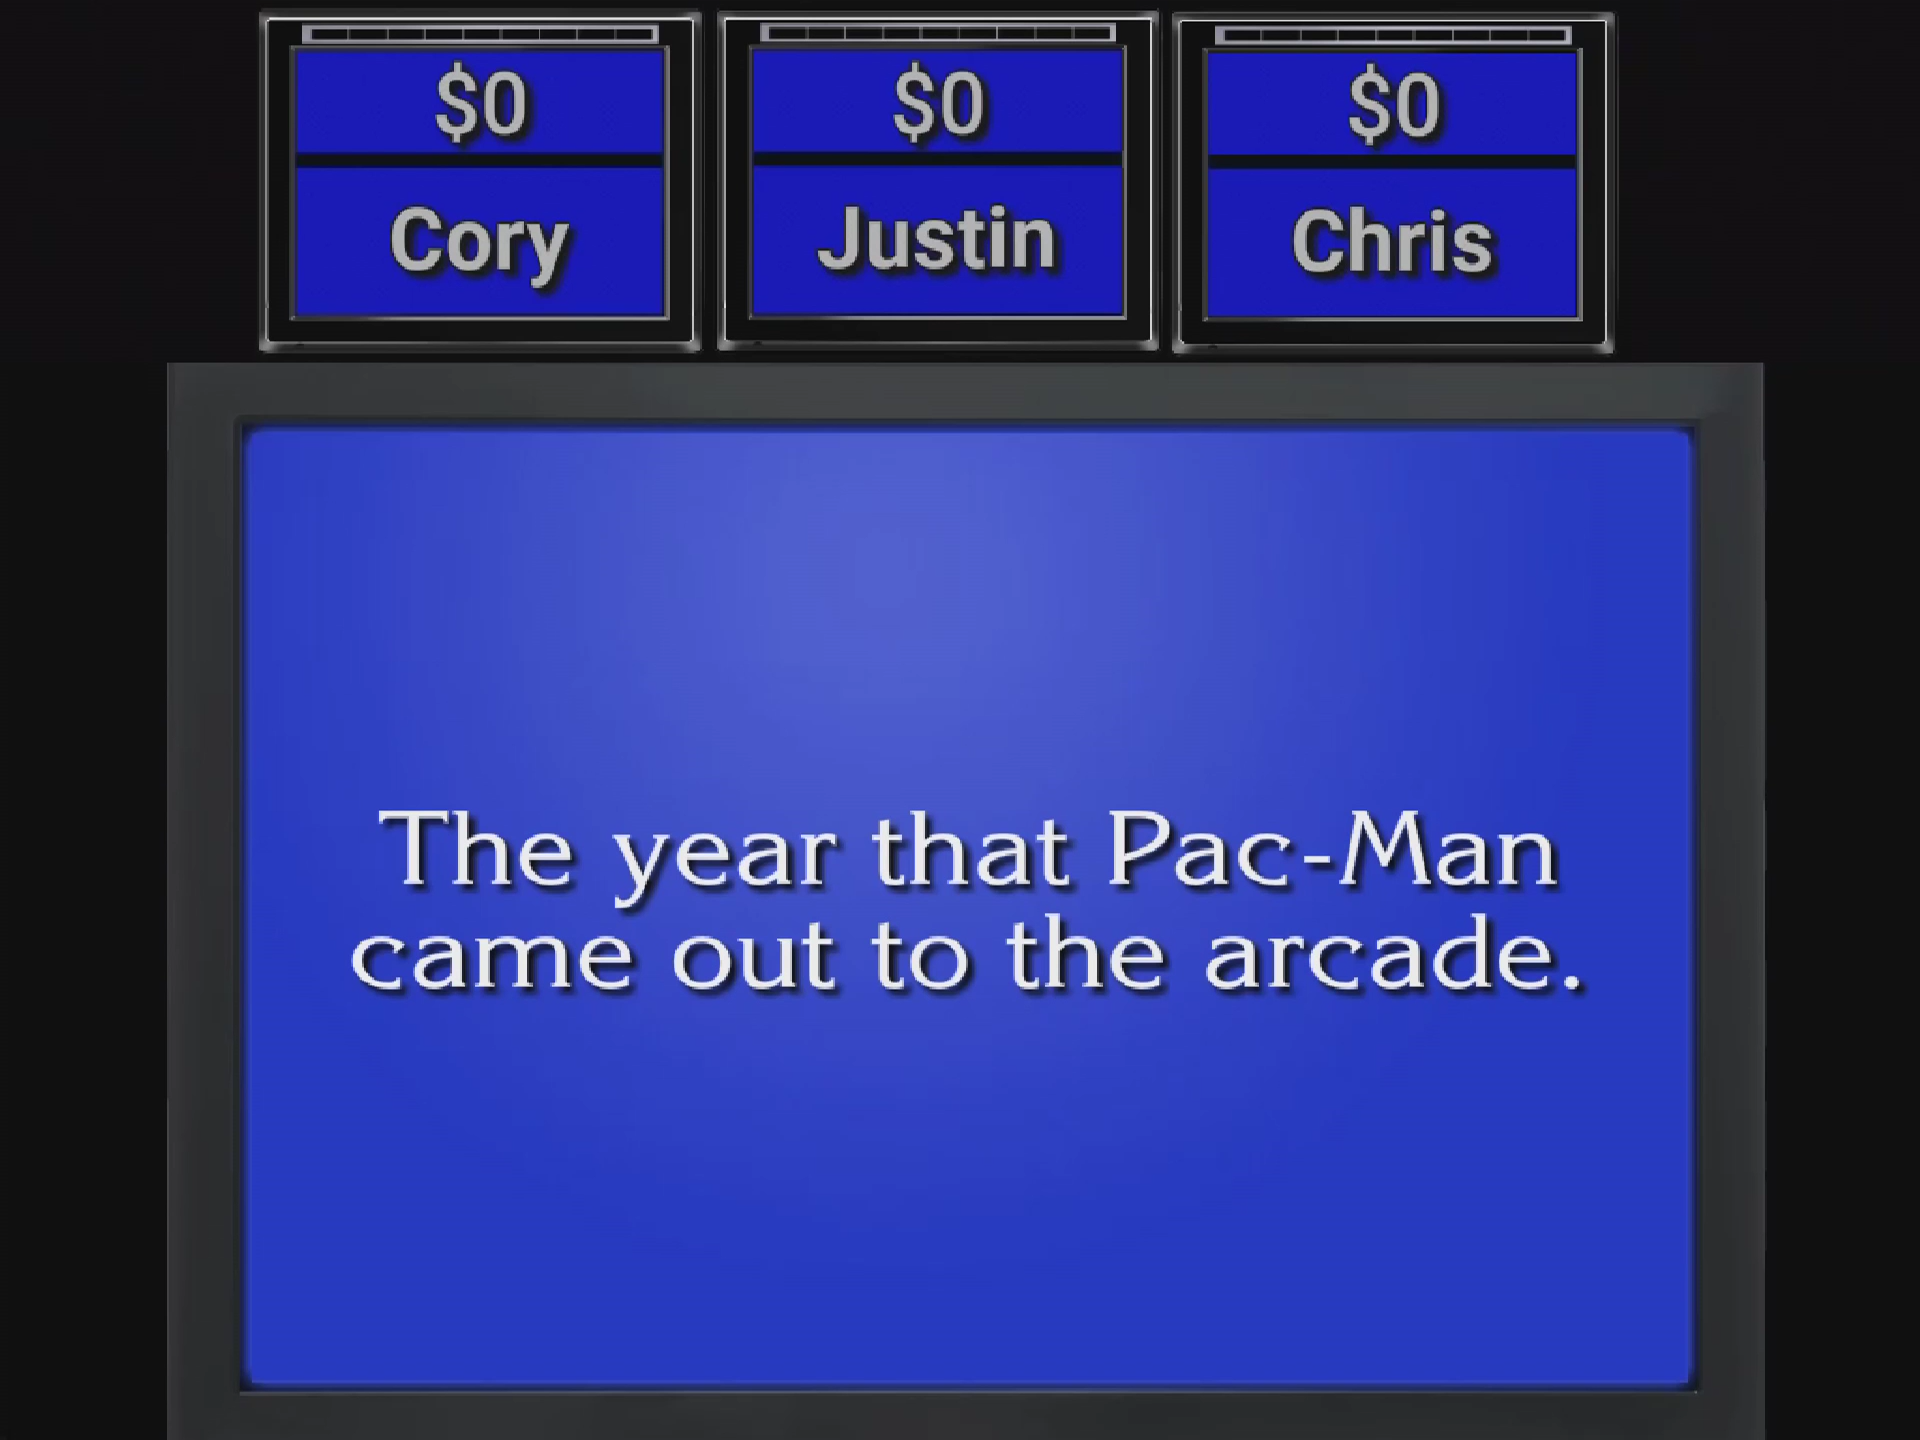 $0
Cory
$0
Justin
$0
Chris
The year that Pac-Man
came out to the arcade.